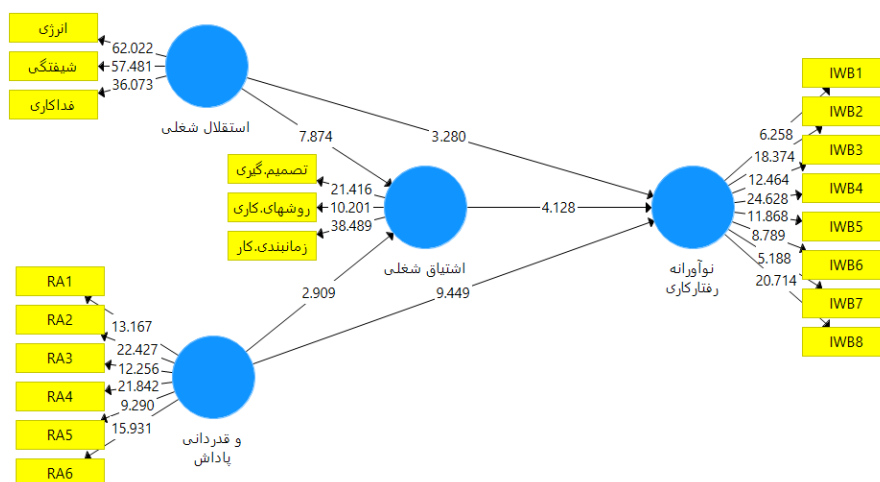 انرژی
62.022
شیفتگی
57.481
فداکاری
36.073
استقلال شغلی
7.874
3.280
تصمیم.گیری
21.416
روشهای.کاری
10.201
زمانبندی.کار
38.489
اشتیاق شغلی
4.128
2.909
9.449
RA1
13.167
RA2
22.427
RA3
12.256
RA4
21.842
RA5
9.290
RA6
15.931
و قدردانی
پاداش
نوآورانه
رفتارکاری
IWB1
6.258
IWB2
18.374
IWB3
12.464
IWB4
24.628
IWB5
11.868
IWB6
8.789
IWB7
5.188
IWB8
20.714